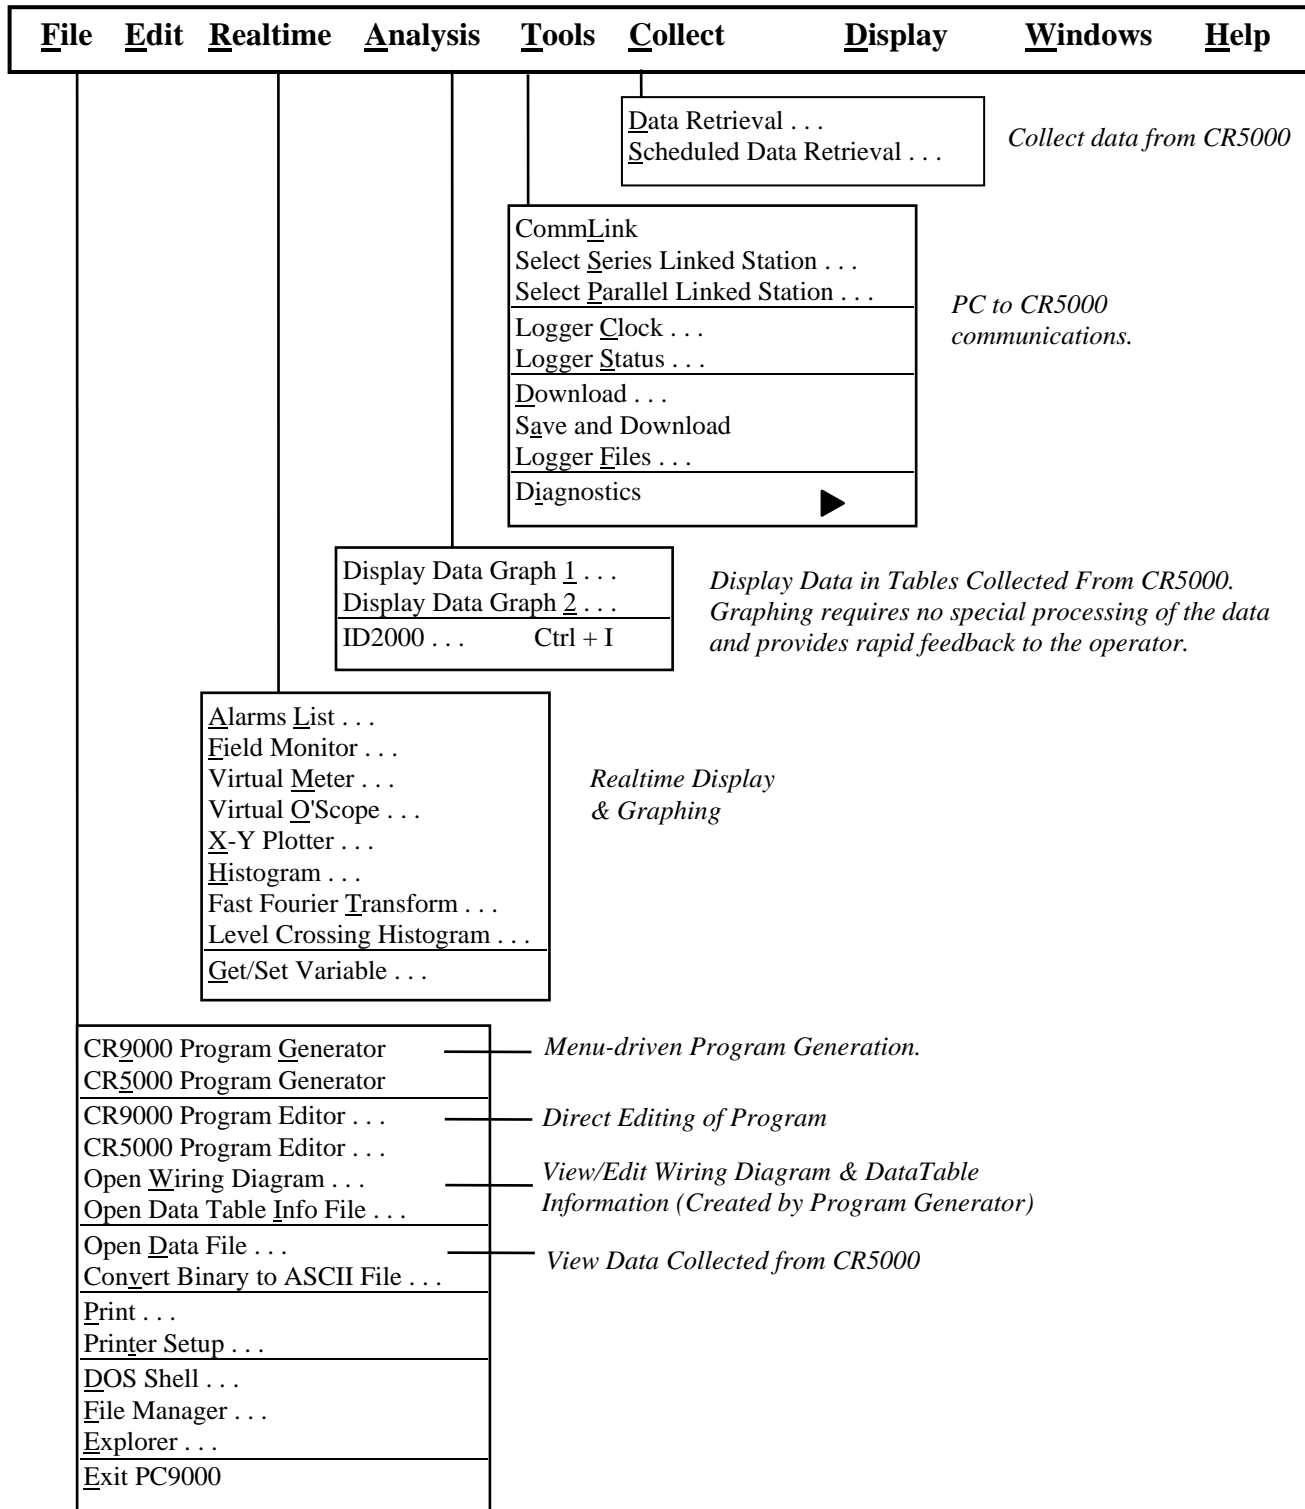 File Edit Realtime Analysis Tools Collect Display Windows Help
Data Retrieval . . .
Scheduled Data Retrieval . . .
Collect data from CR5000
CommLink
Select Series Linked Station . . .
Select Parallel Linked Station . . .
Logger Clock . . .
Logger Status . . .
Download . . .
Save and Download
Logger Files . . .
Diagnostics
PC to CR5000
communications.
Display Data Graph 1 . . .
Display Data Graph 2 . . .
ID2000 . . . Ctrl + I
Display Data in Tables Collected From CR5000.
Graphing requires no special processing of the data
and provides rapid feedback to the operator.
Alarms List . . .
Field Monitor . . .
Virtual Meter . . .
Virtual O'Scope . . .
X-Y Plotter . . .
Histogram . . .
Fast Fourier Transform . . .
Level Crossing Histogram . . .
Get/Set Variable . . .
Realtime Display
& Graphing
CR9000 Program Generator
CR5000 Program Generator
CR9000 Program Editor . . .
CR5000 Program Editor . . .
Open Wiring Diagram . . .
Open Data Table Info File . . .
Open Data File . . .
Convert Binary to ASCII File . . .
Print . . .
Printer Setup . . .
DOS Shell . . .
File Manager . . .
Explorer . . .
Exit PC9000
Menu-driven Program Generation.
Direct Editing of Program
View/Edit Wiring Diagram & DataTable
Information (Created by Program Generator)
View Data Collected from CR5000